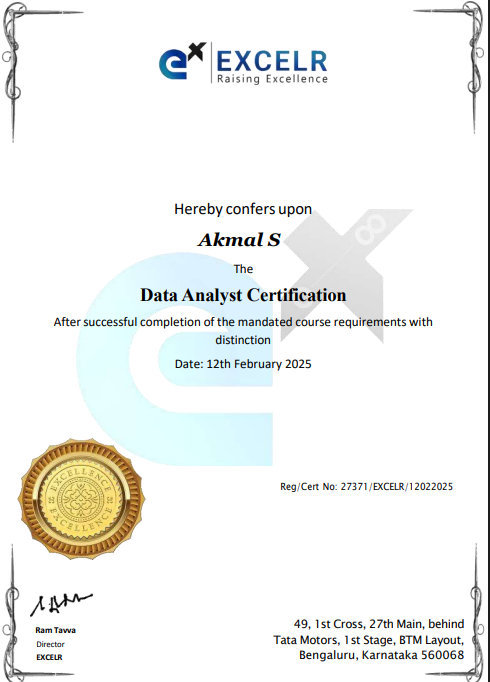 EXCELR
Raising Excellence
Hereby confers upon
Akmal S
The
Data Analyst Certification
After successful completion of the mandated course requirements with
distinction
Date: 12th February 2025
Reg/Cert No: 27371/EXCELR/12022025
EXCELLENCE
EXCELLENCE
Ram Tavva
Director
EXCELR
49, 1st Cross, 27th Main, behind
Tata Motors, 1st Stage, BTM Layout,
Bengaluru, Karnataka 560068